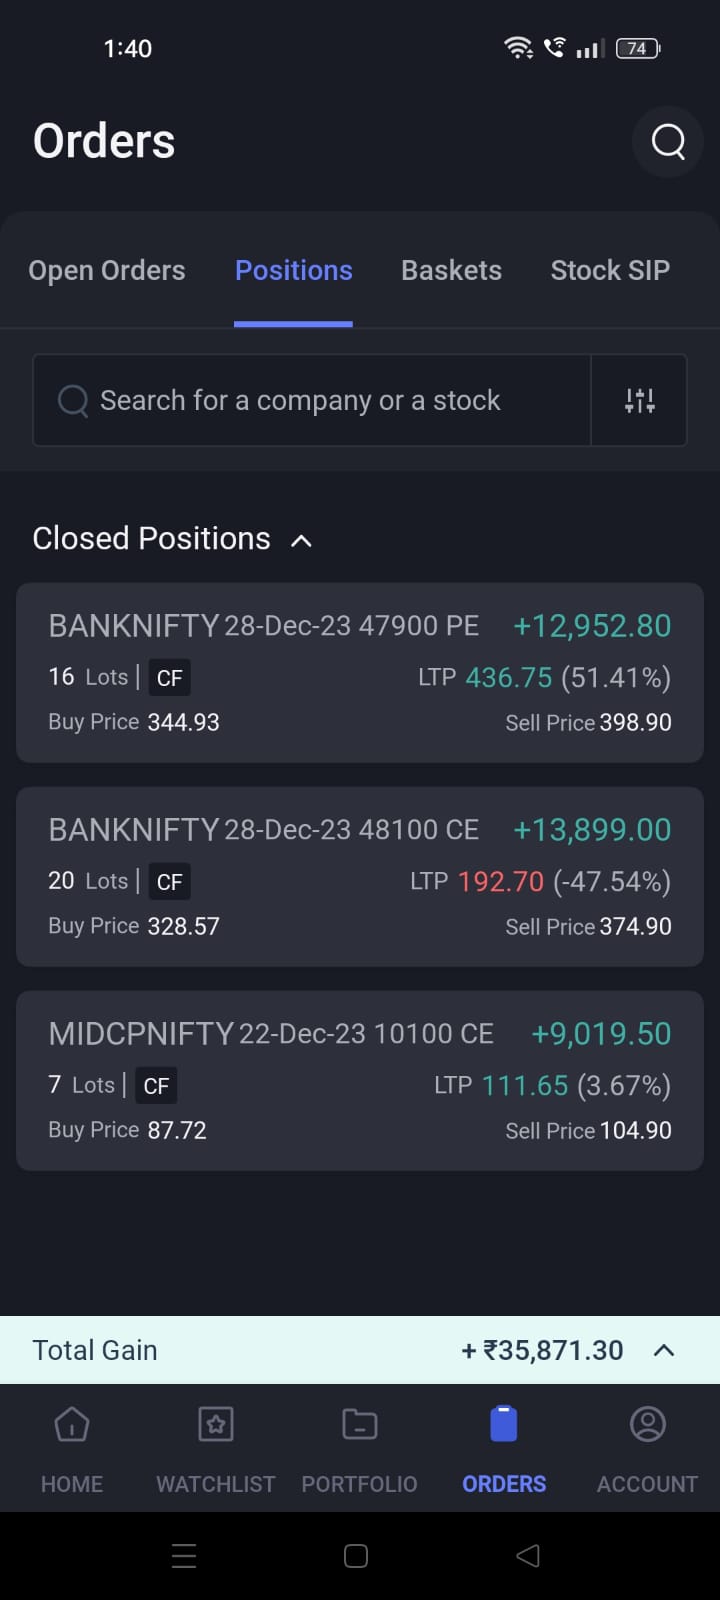 1:40
74
Orders
Open Orders Positions Baskets Stock SIP
Search for a company or a stock
Closed Positions
BANKNIFTY 28-Dec-23 47900 PE +12,952.80
16 Lots | CF LTP 436.75 (51.41%)
Buy Price 344.93 Sell Price 398.90
BANKNIFTY 28-Dec-23 48100 CE +13,899.00
20 Lots | CF LTP 192.70 (-47.54%)
Buy Price 328.57 Sell Price 374.90
MIDCPNIFTY 22-Dec-23 10100 CE +9,019.50
7 Lots | CF LTP 111.65 (3.67%)
Buy Price 87.72 Sell Price 104.90
Total Gain + ₹35,871.30
HOME WATCHLIST PORTFOLIO ORDERS ACCOUNT